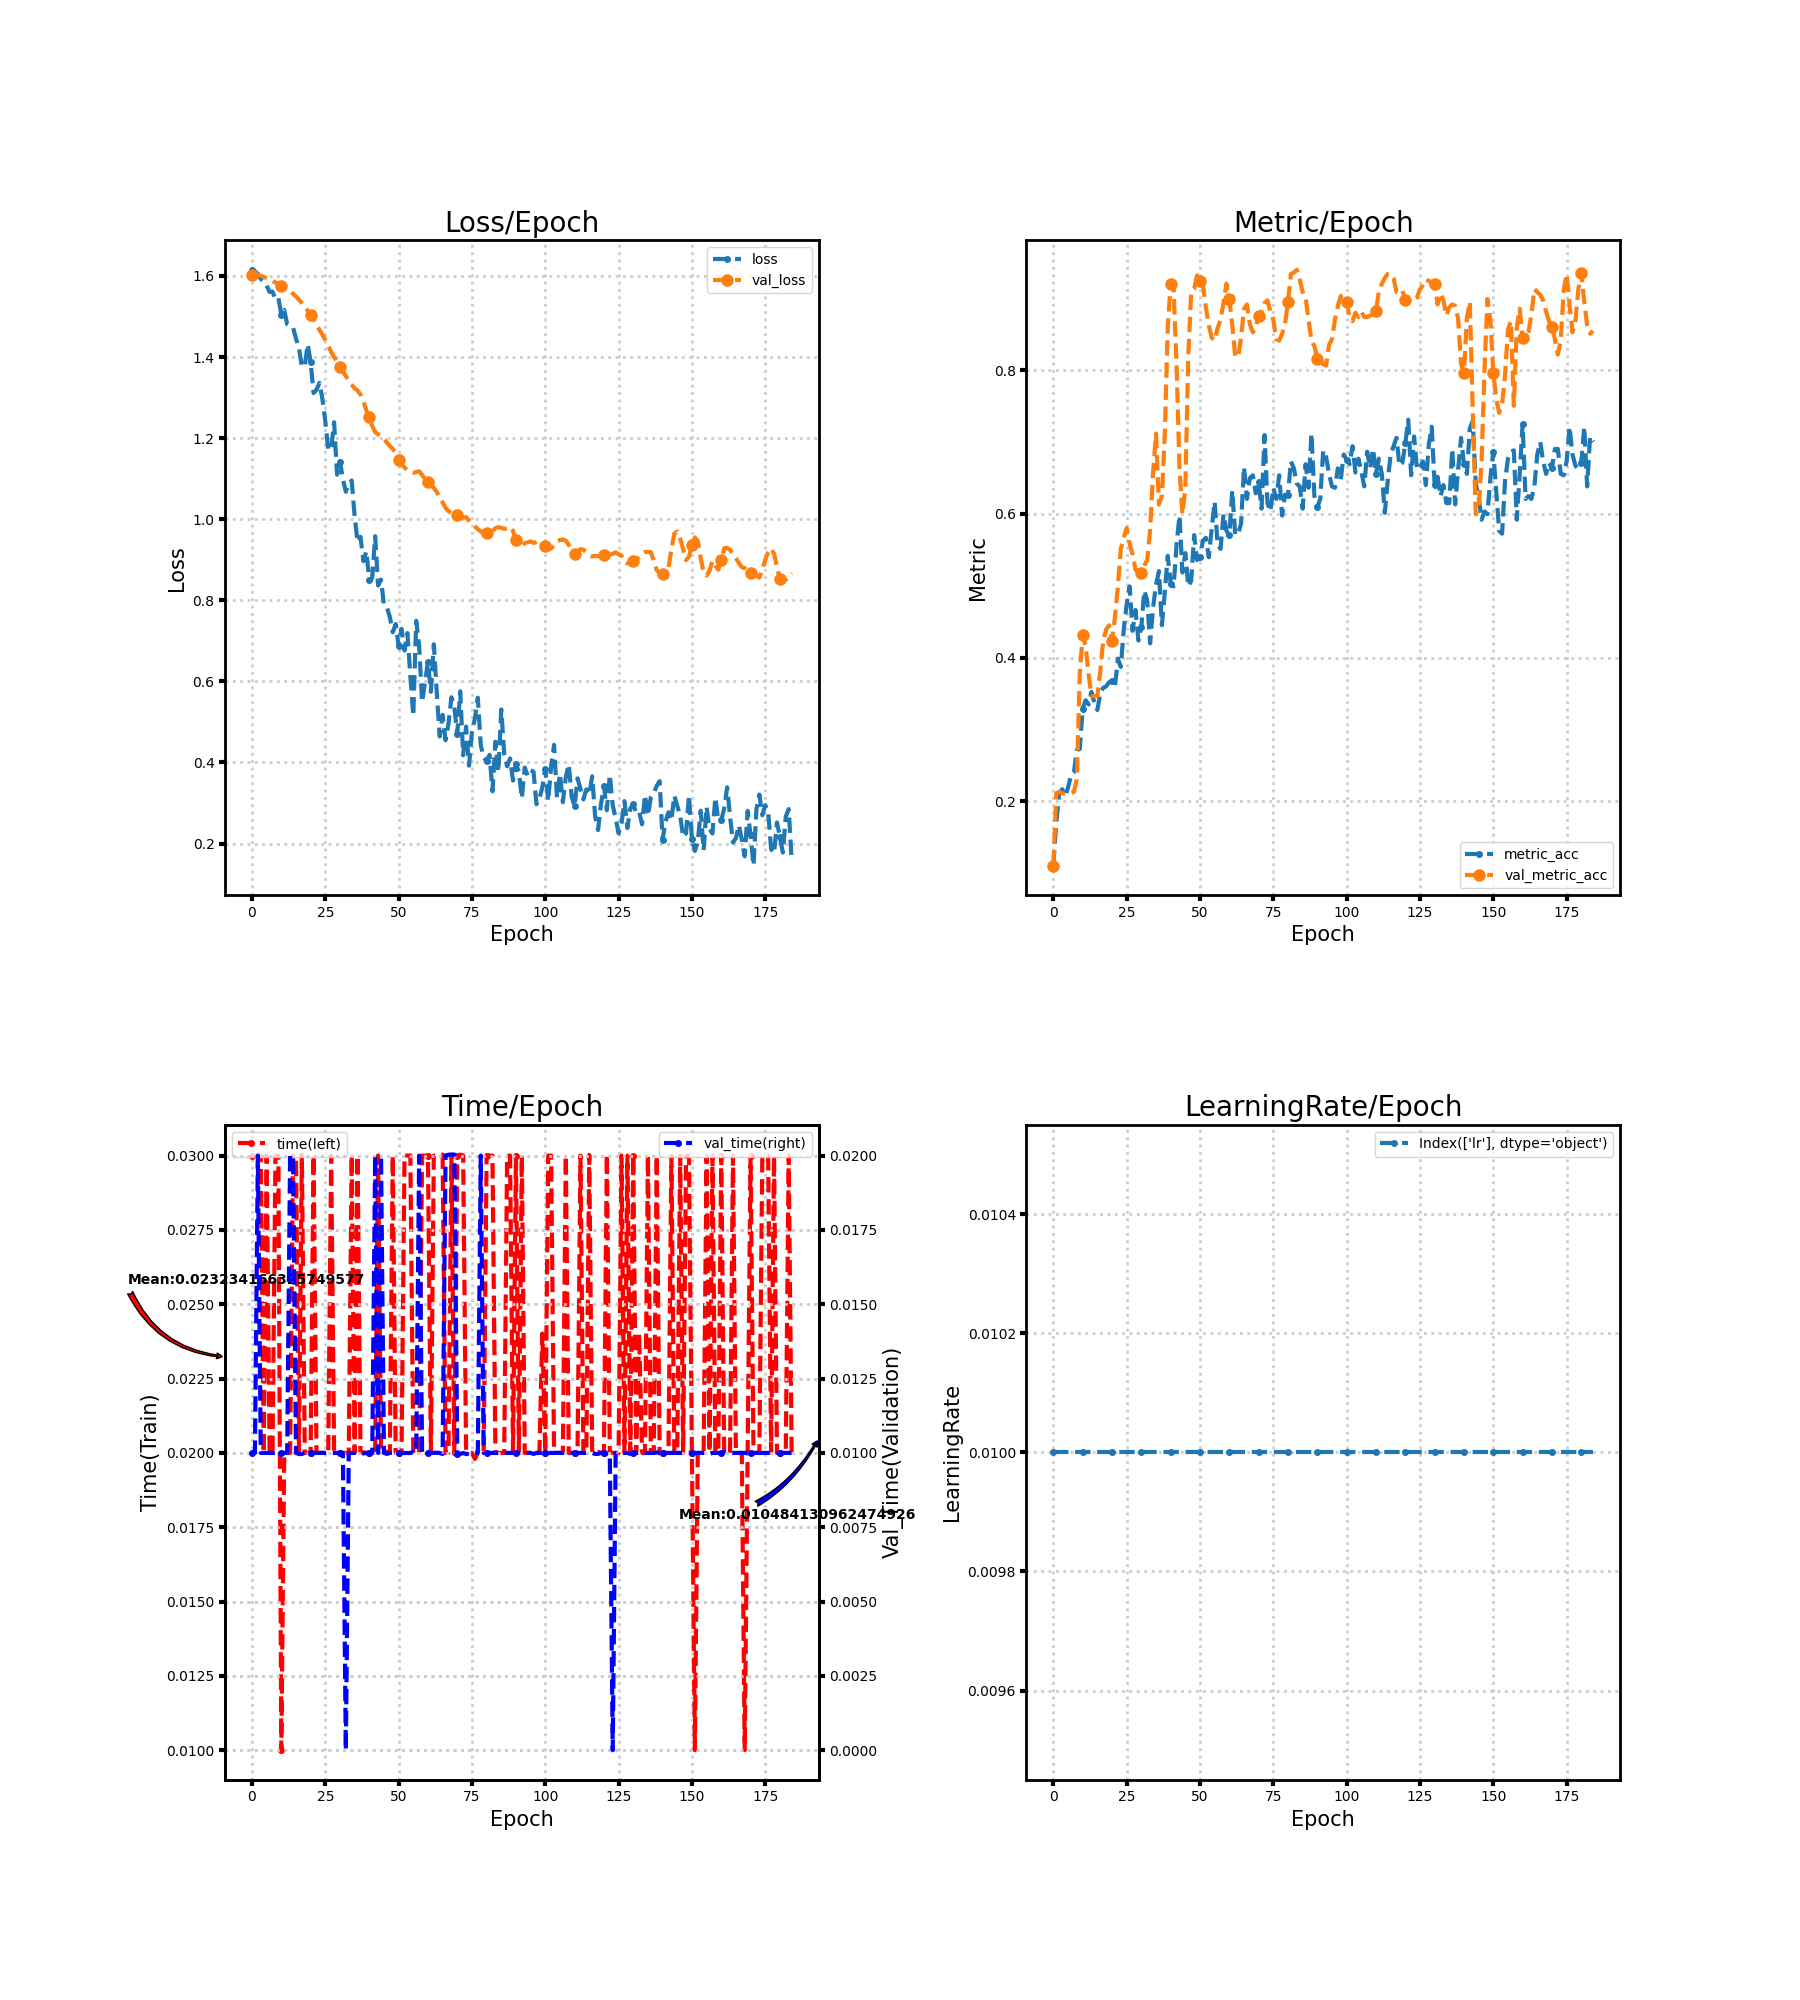 Loss/Epoch
Loss
1.6
1.4
1.2
1.0
0.8
0.6
0.4
0.2
loss
val_loss
0 25 50 75 100 125 150 175
Epoch
Metric/Epoch
Metric
0.8
0.6
0.4
0.2
metric_acc
val_metric_acc
0 25 50 75 100 125 150 175
Epoch
Time/Epoch
Time(Train)
time(left)
val_time(right)
0.0300
0.0275
0.0250
0.0225
0.0200
0.0175
0.0150
0.0125
0.0100
0.0200
0.0175
0.0150
0.0125
0.0100
0.0075
0.0050
0.0025
0.0000
Val_Time(Validation)
Mean:0.010484130962474926
0 25 50 75 100 125 150 175
Epoch
LearningRate/Epoch
LearningRate
Index(['lr'], dtype='object')
0.0104
0.0102
0.0100
0.0098
0.0096
0 25 50 75 100 125 150 175
Epoch